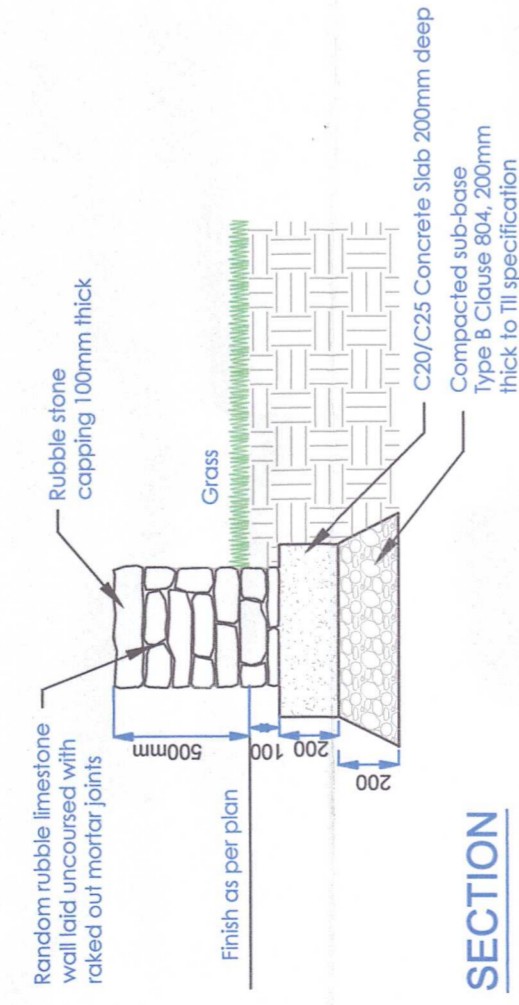 Random rubble limestone
wall laid uncoursed with
raked out mortar joints
Rubble stone
capping 100mm thick
500mm
Grass
Finish as per plan
100
200
200
C20/C25 Concrete Slab 200mm deep
Compacted sub-base
Type B Clause 804, 200mm
thick to TII specification
SECTION